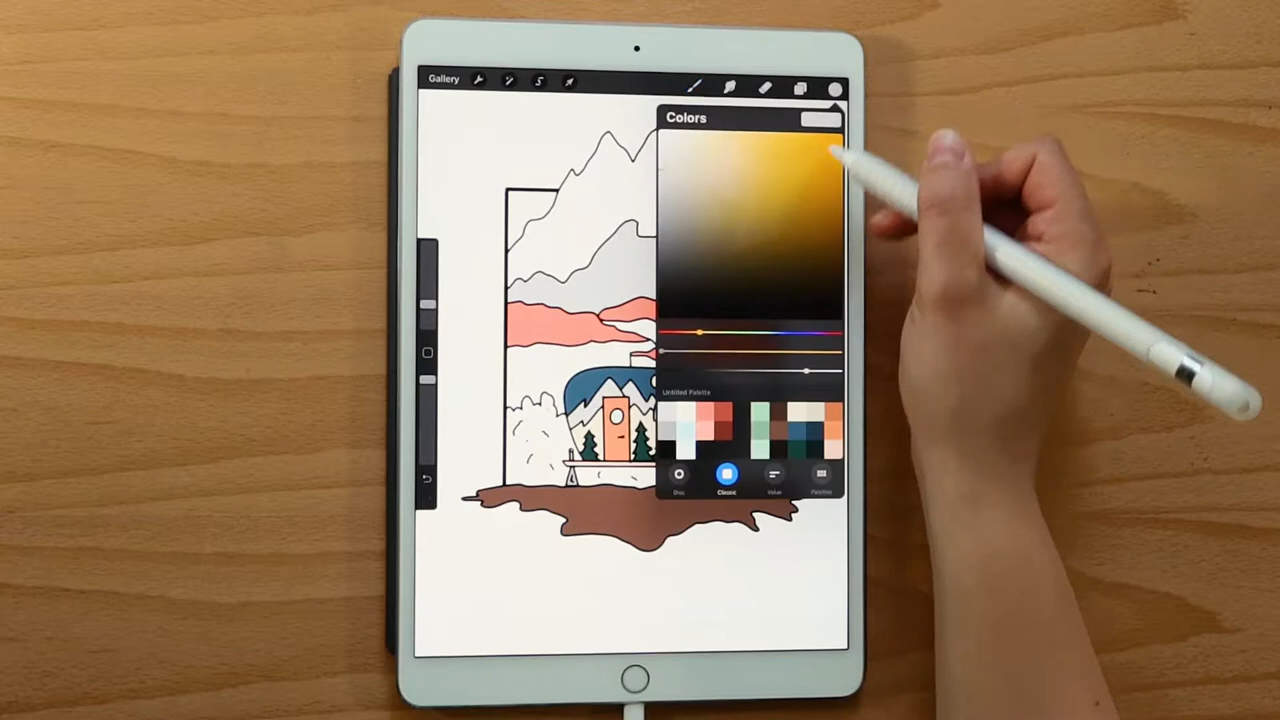 Gallery
Colors
Untitled Palette
Disc
Classic
Value
Palettes